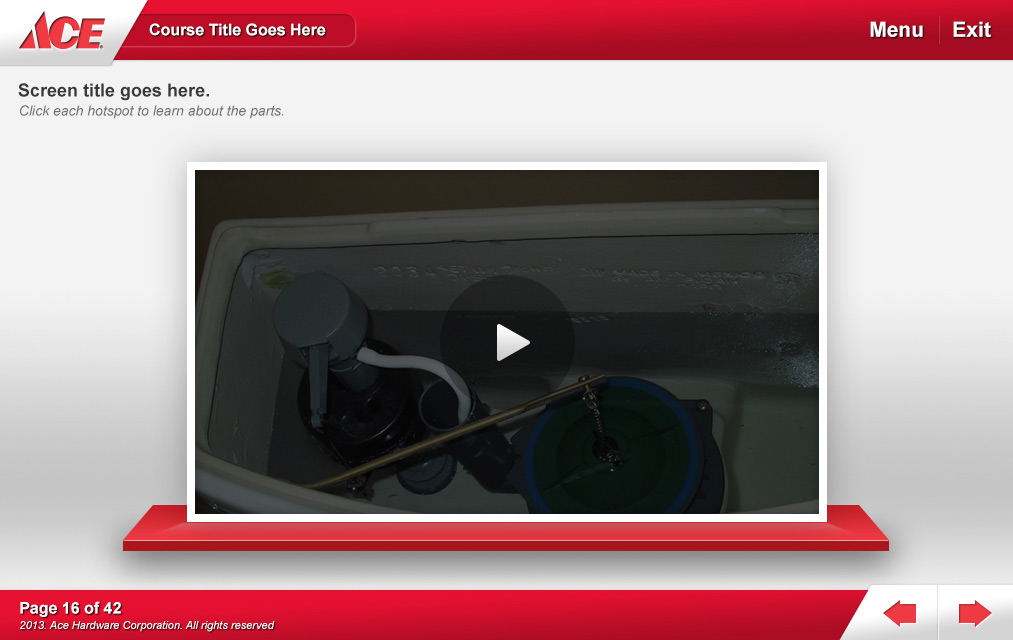 ACE
Course Title Goes Here
Menu
Exit
Screen title goes here.
Click each hotspot to learn about the parts.
Page 16 of 42
2013. Ace Hardware Corporation. All rights reserved